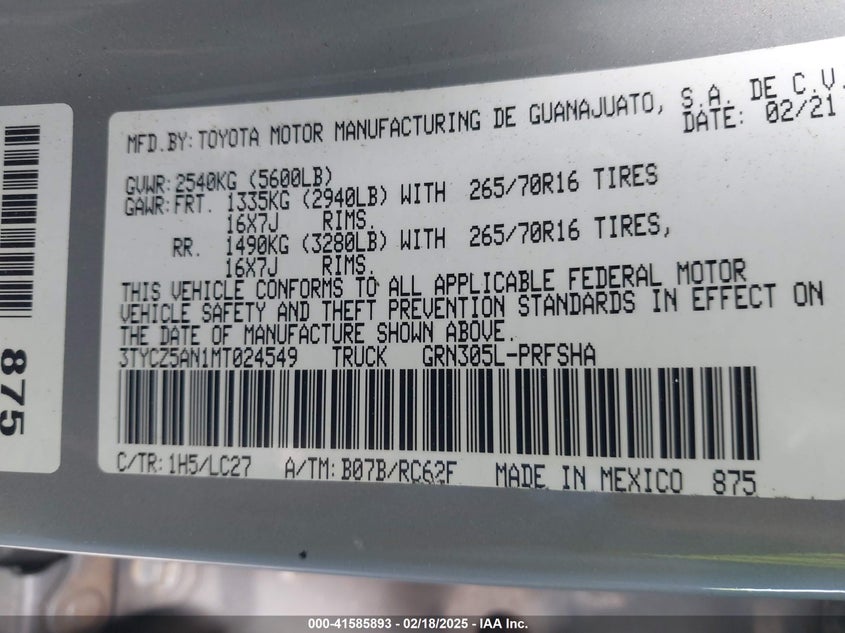 MFD.BY: TOYOTA MOTOR MANUFACTURING DE GUANAJUATO, S.A. DE C.V.
DATE: 02/21
GVWR: 2540KG (5600LB)
GAWR: FRT. 1335KG (2940LB) WITH 265/70R16 TIRES
16X7J RIMS.
RR. 1490KG (3280LB) WITH 265/70R16 TIRES,
16X7J RIMS.
THIS VEHICLE CONFORMS TO ALL APPLICABLE FEDERAL MOTOR
VEHICLE SAFETY AND THEFT PREVENTION STANDARDS IN EFFECT ON
THE DATE OF MANUFACTURE SHOWN ABOVE.
3TYCZ5AN1MT024549 TRUCK GRN305L-PRFSHA
C/TR: 1H5/LC27 A/TM: B07B/RC62F MADE IN MEXICO 875
875
000-41585893 - 02/18/2025 - IAA Inc.